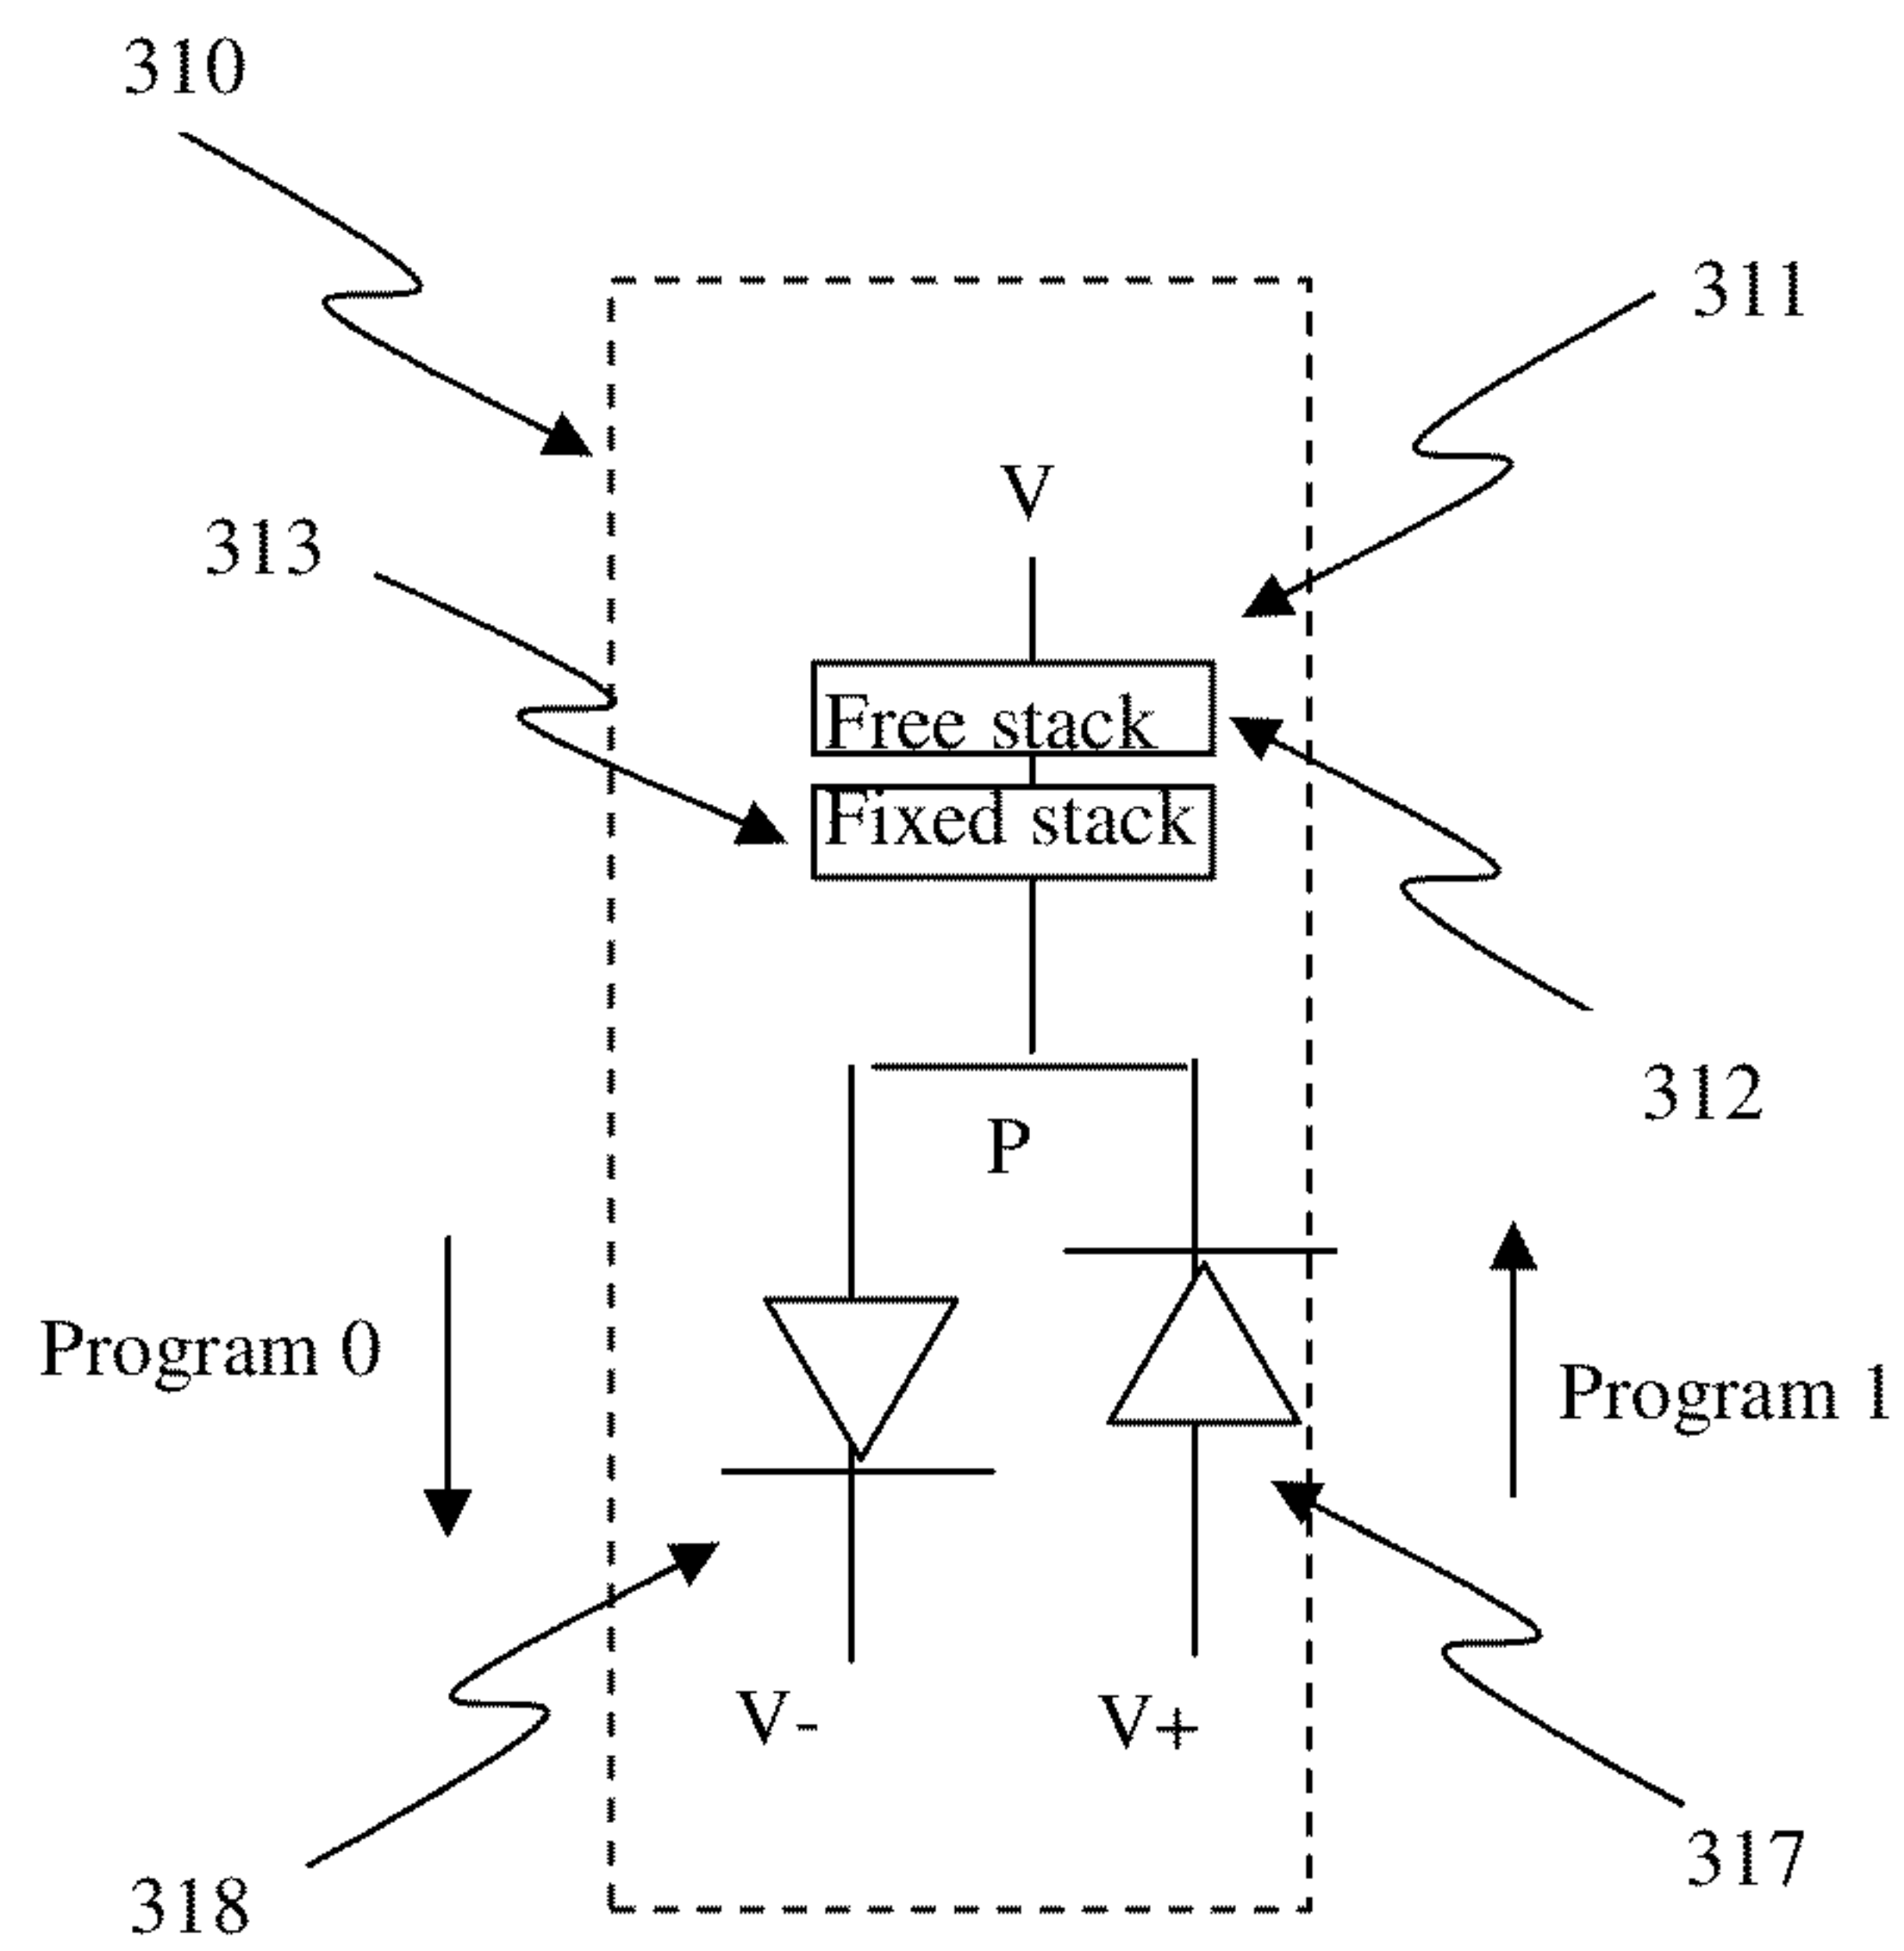 310
311
V
313
Free stack
Fixed stack
312
P
Program 0
Program 1
V-
V+
317
318